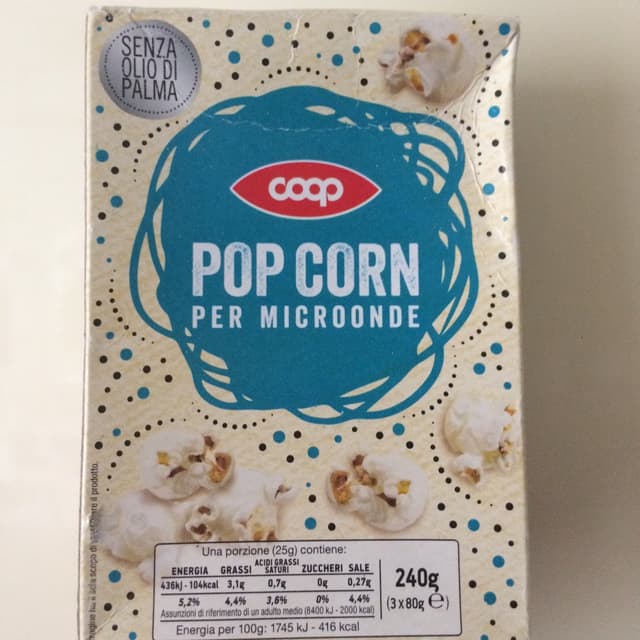 SENZA
OLIO DI
PALMA
coop
POP CORN
PER MICROONDE
il prodotto.
Una porzione (25g) contiene:
ENERGIA GRASSI ACIDI GRASSI SATURI ZUCCHERI SALE
436kj - 104kcal 3,1g 0,7g 0g 0,27g
5,2% 4,4% 3,6% 0% 4,4%
Assunzioni di riferimento di un adulto medio (8400 kJ - 2000 kcal)
Energia per 100g: 1745 kJ - 416 kcal
240g
(3 x 80g ℮)